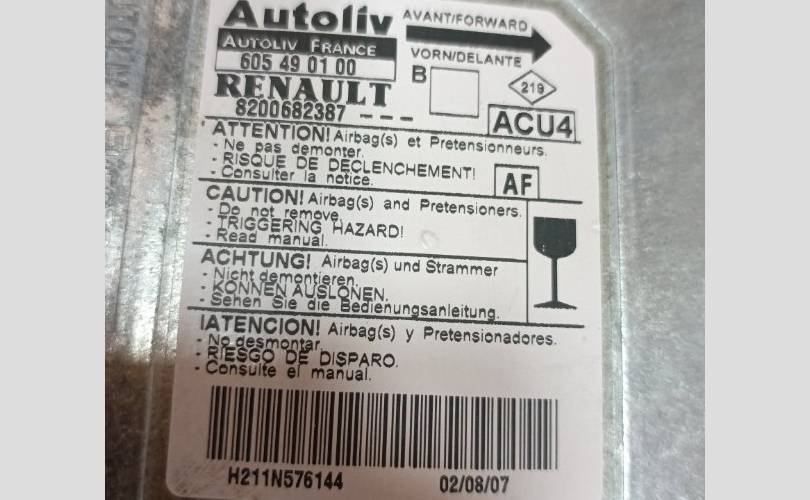 Autoliv
AVANT/FORWARD
AUTOLIV FRANCE
VORN/DELANTE
605 49 01 00
B
219
RENAULT
8200682387 _ _ _
ACU4
ATTENTION! Airbag(s) et Pretensionneurs.
- Ne pas demonter.
- RISQUE DE DECLENCHEMENT!
- Consulter la notice.
AF
CAUTION! Airbag(s) and Pretensioners.
- Do not remove.
- TRIGGERING HAZARD!
- Read manual.
ACHTUNG! Airbag(s) und Strammer
- Nicht demontieren.
- KONNEN AUSLONEN.
- Sehen Sie die Bedienungsanleitung.
IATENCION! Airbag(s) y Pretensionadores.
- No desmontar.
- RIESGO DE DISPARO.
- Consulte el manual.
H211N576144
02/08/07